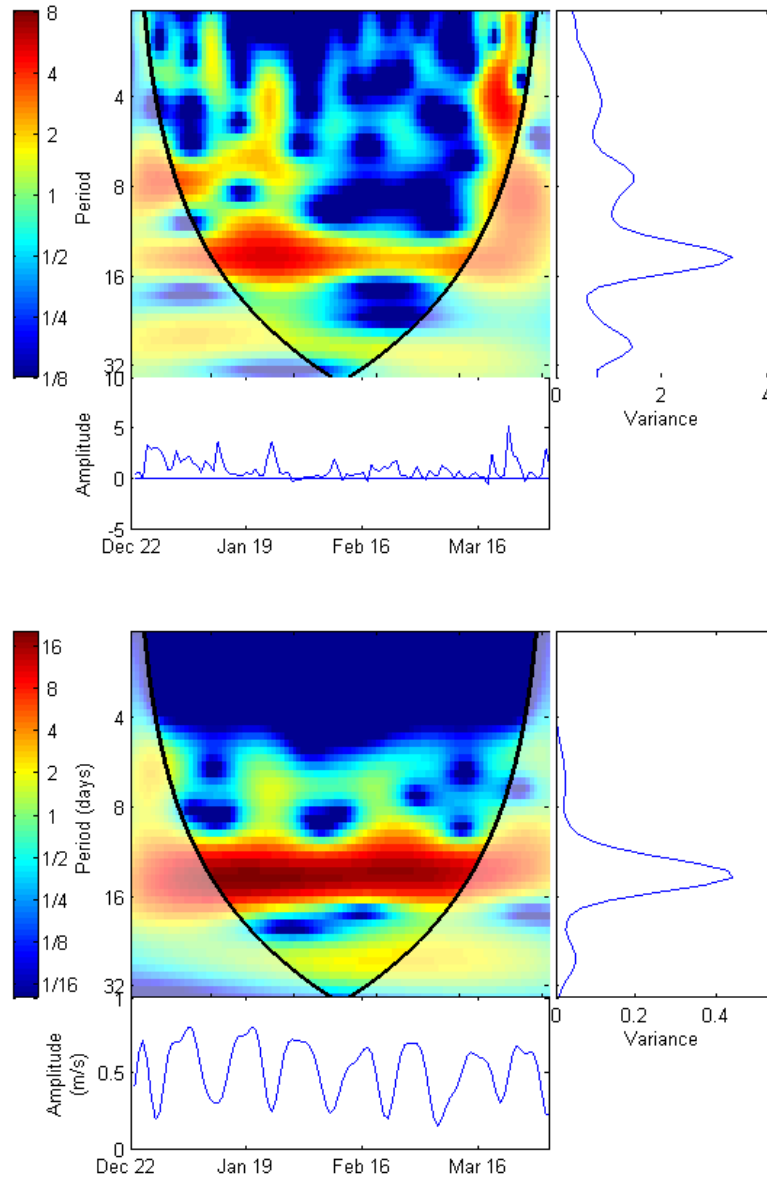 8
4
2
1
1/2
1/4
1/8
Period
4
8
16
32
0
2
4
Variance
10
5
0
-5
Amplitude
Dec 22
Jan 19
Feb 16
Mar 16
16
8
4
2
1
1/2
1/4
1/8
1/16
Period (days)
4
8
16
32
0
0.2
0.4
Variance
1
0.5
0
Amplitude
(m/s)
Dec 22
Jan 19
Feb 16
Mar 16